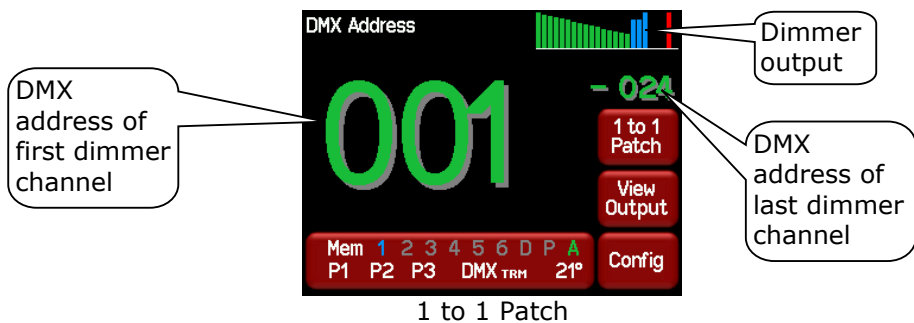 DMX Address
Dimmer
output
DMX
address of
first dimmer
channel
001
- 024
1 to 1
Patch
DMX
address of
last dimmer
channel
View
Output
Mem 1 2 3 4 5 6 D P A
P1 P2 P3 DMX TRM 21°
Config
1 to 1 Patch